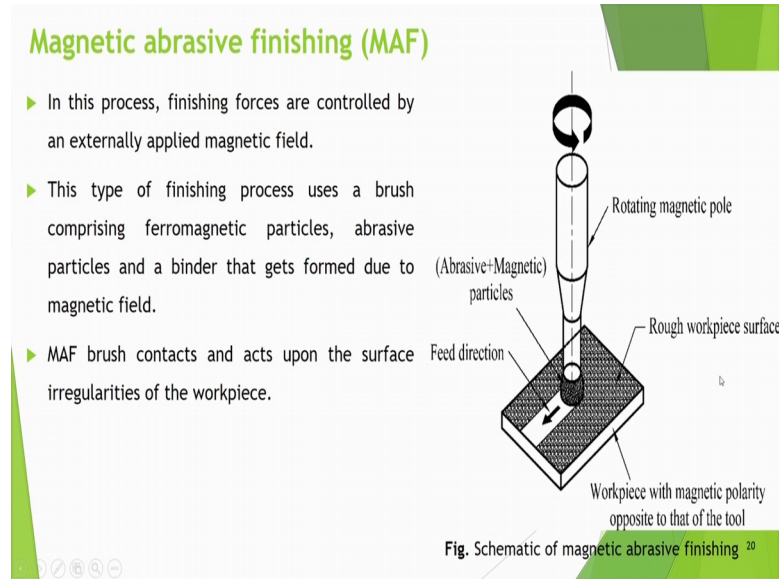 Magnetic abrasive finishing (MAF)
In this process, finishing forces are controlled by
an externally applied magnetic field.
This type of finishing process uses a brush
comprising ferromagnetic particles, abrasive
particles and a binder that gets formed due to
magnetic field.
MAF brush contacts and acts upon the surface
irregularities of the workpiece.
Rotating magnetic pole
(Abrasive+Magnetic)
particles
Rough workpiece surface
Feed direction
Workpiece with magnetic polarity
opposite to that of the tool
Fig. Schematic of magnetic abrasive finishing 20